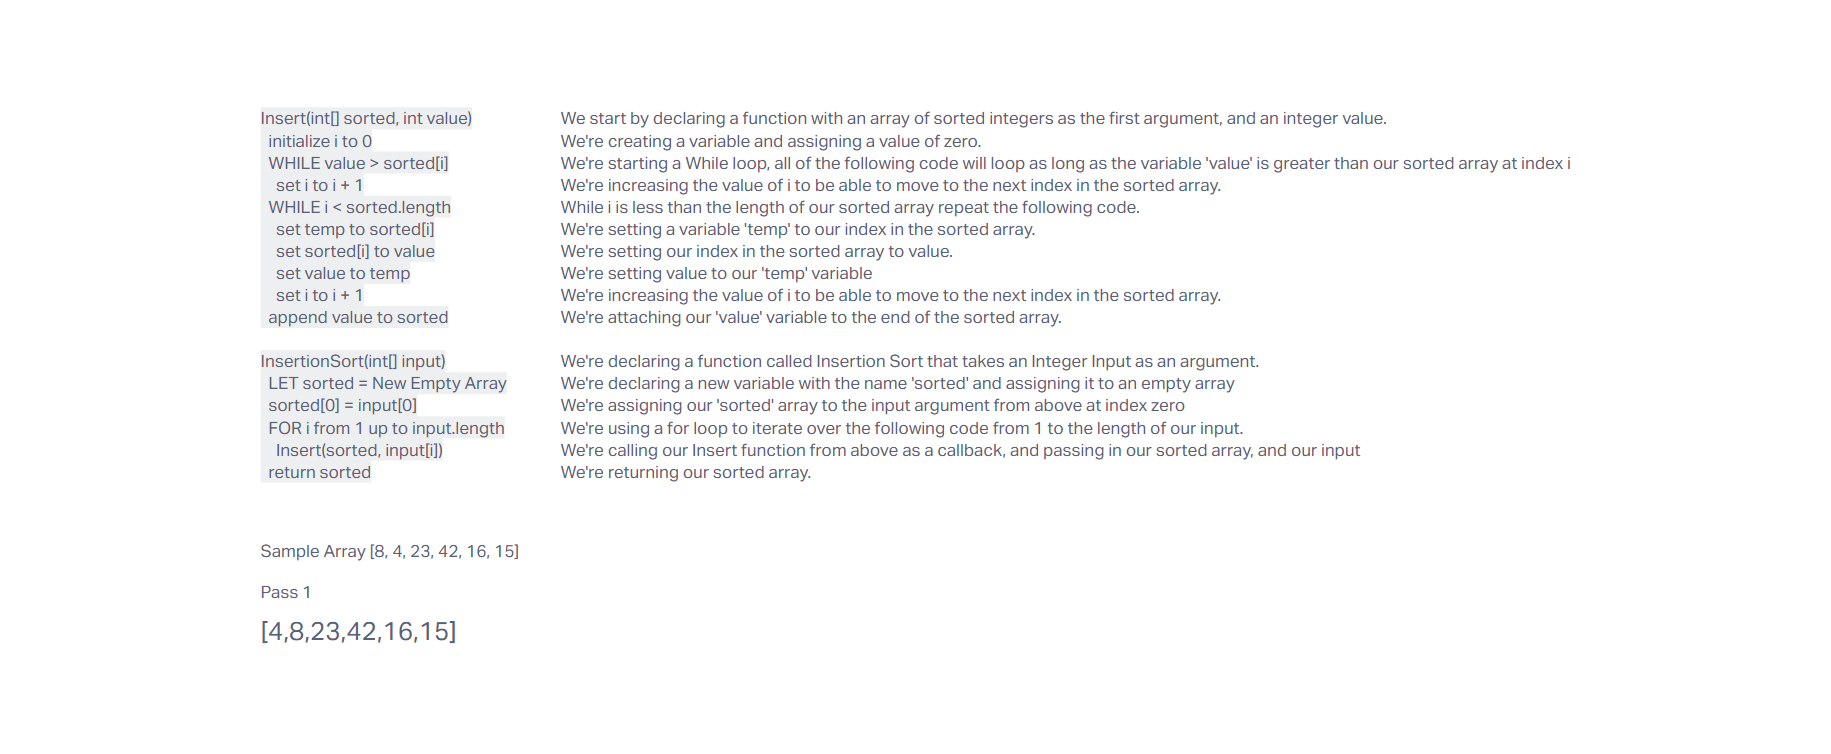 Insert(int[] sorted, int value) We start by declaring a function with an array of sorted integers as the first argument, and an integer value.
initialize i to 0 We're creating a variable and assigning a value of zero.
WHILE value > sorted[i] We're starting a While loop, all of the following code will loop as long as the variable 'value' is greater than our sorted array at index i
set i to i + 1 We're increasing the value of i to be able to move to the next index in the sorted array.
WHILE i < sorted.length While i is less than the length of our sorted array repeat the following code.
set temp to sorted[i] We're setting a variable 'temp' to our index in the sorted array.
set sorted[i] to value We're setting our index in the sorted array to value.
set value to temp We're setting value to our 'temp' variable
set i to i + 1 We're increasing the value of i to be able to move to the next index in the sorted array.
append value to sorted We're attaching our 'value' variable to the end of the sorted array.
InsertionSort(int[] input) We're declaring a function called Insertion Sort that takes an Integer Input as an argument.
LET sorted = New Empty Array We're declaring a new variable with the name 'sorted' and assigning it to an empty array
sorted[0] = input[0] We're assigning our 'sorted' array to the input argument from above at index zero
FOR i from 1 up to input.length We're using a for loop to iterate over the following code from 1 to the length of our input.
Insert(sorted, input[i]) We're calling our Insert function from above as a callback, and passing in our sorted array, and our input
return sorted We're returning our sorted array.
Sample Array [8, 4, 23, 42, 16, 15]
Pass 1
[4,8,23,42,16,15]